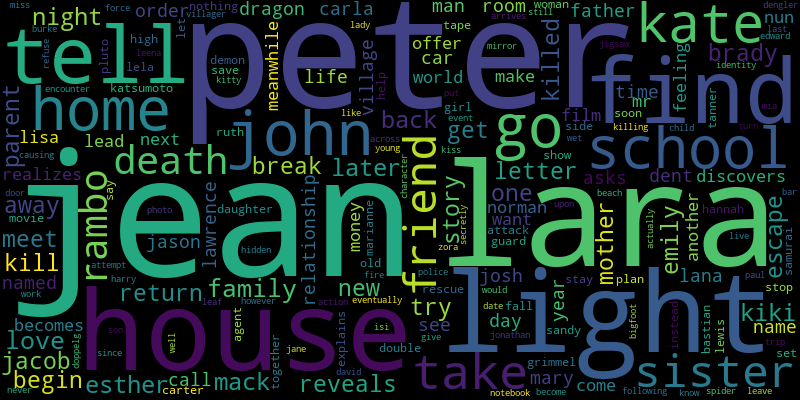 miss
night
order
nothing
dragon
carla
man
room
woman
still
arrives
father
nun
dengler
burke
force
let
villager
lady
tape
kate
tell
peter
find
pluto
high
meanwhile
offer
car
mirror
brady
last
edward
refuse
leena
lela
demon
save
kitty
life
village
world
make
killed
jigsaw
identity
feeling
home
katsumoto
john
back
help
put
girl
event
time
film
mr
soon
killing
tanner
mia
parent
encounter
lisa
lead
next
ruth
like
across
get
go
side
child
turn
school
causing
realizes
death
break
later
young
kiss
show
wet
door
away
say
rambo
daughter
character
friend
story
letter
asks
dent
discovers
movie
photo
jean
lawrence
relationship
money
marianne
one
norman
want
mother
emily
another
hannah
beach
upon
bar
escape
meet
jason
hidden
old
zora
secretly
attack
guard
lara
actually
live
samurai
kill
attempt
fire
police
josh
stay
plan
lana
paul
named
harry
return
family
new
rescue
would
year
stop
work
leaf
however
action
try
date
fall
light
instead
trip
kiki
becomes
son
house
eventually
see
day
sandy
bigfoot
bastian
lewis
name
love
since
doppelg
well
agent
isi
explains
give
jonathan
set
jacob
jane
double
take
grimmel
sister
begin
esther
call
mack
together
david
mary
come
become
following
know
spider
leave
never
carter
reveals
notebook